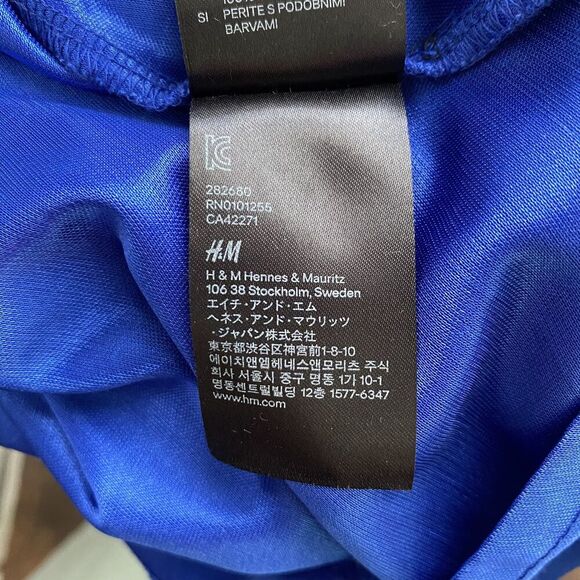 SI PERITE S PODOBNIMI
BARVAMI
282680
RN0101255
CA42271
H&M
H & M Hennes & Mauritz
106 38 Stockholm, Sweden
エイチ・アンド・エム
ヘネス・アンド・マウリッツ
・ジャパン株式会社
東京都渋谷区神宮前1-8-10
에이치앤엠헤네스앤모리츠 주식
회사 서울시 중구 명동 1가 10-1
명동센트럴빌딩 12층 1577-6347
www.hm.com